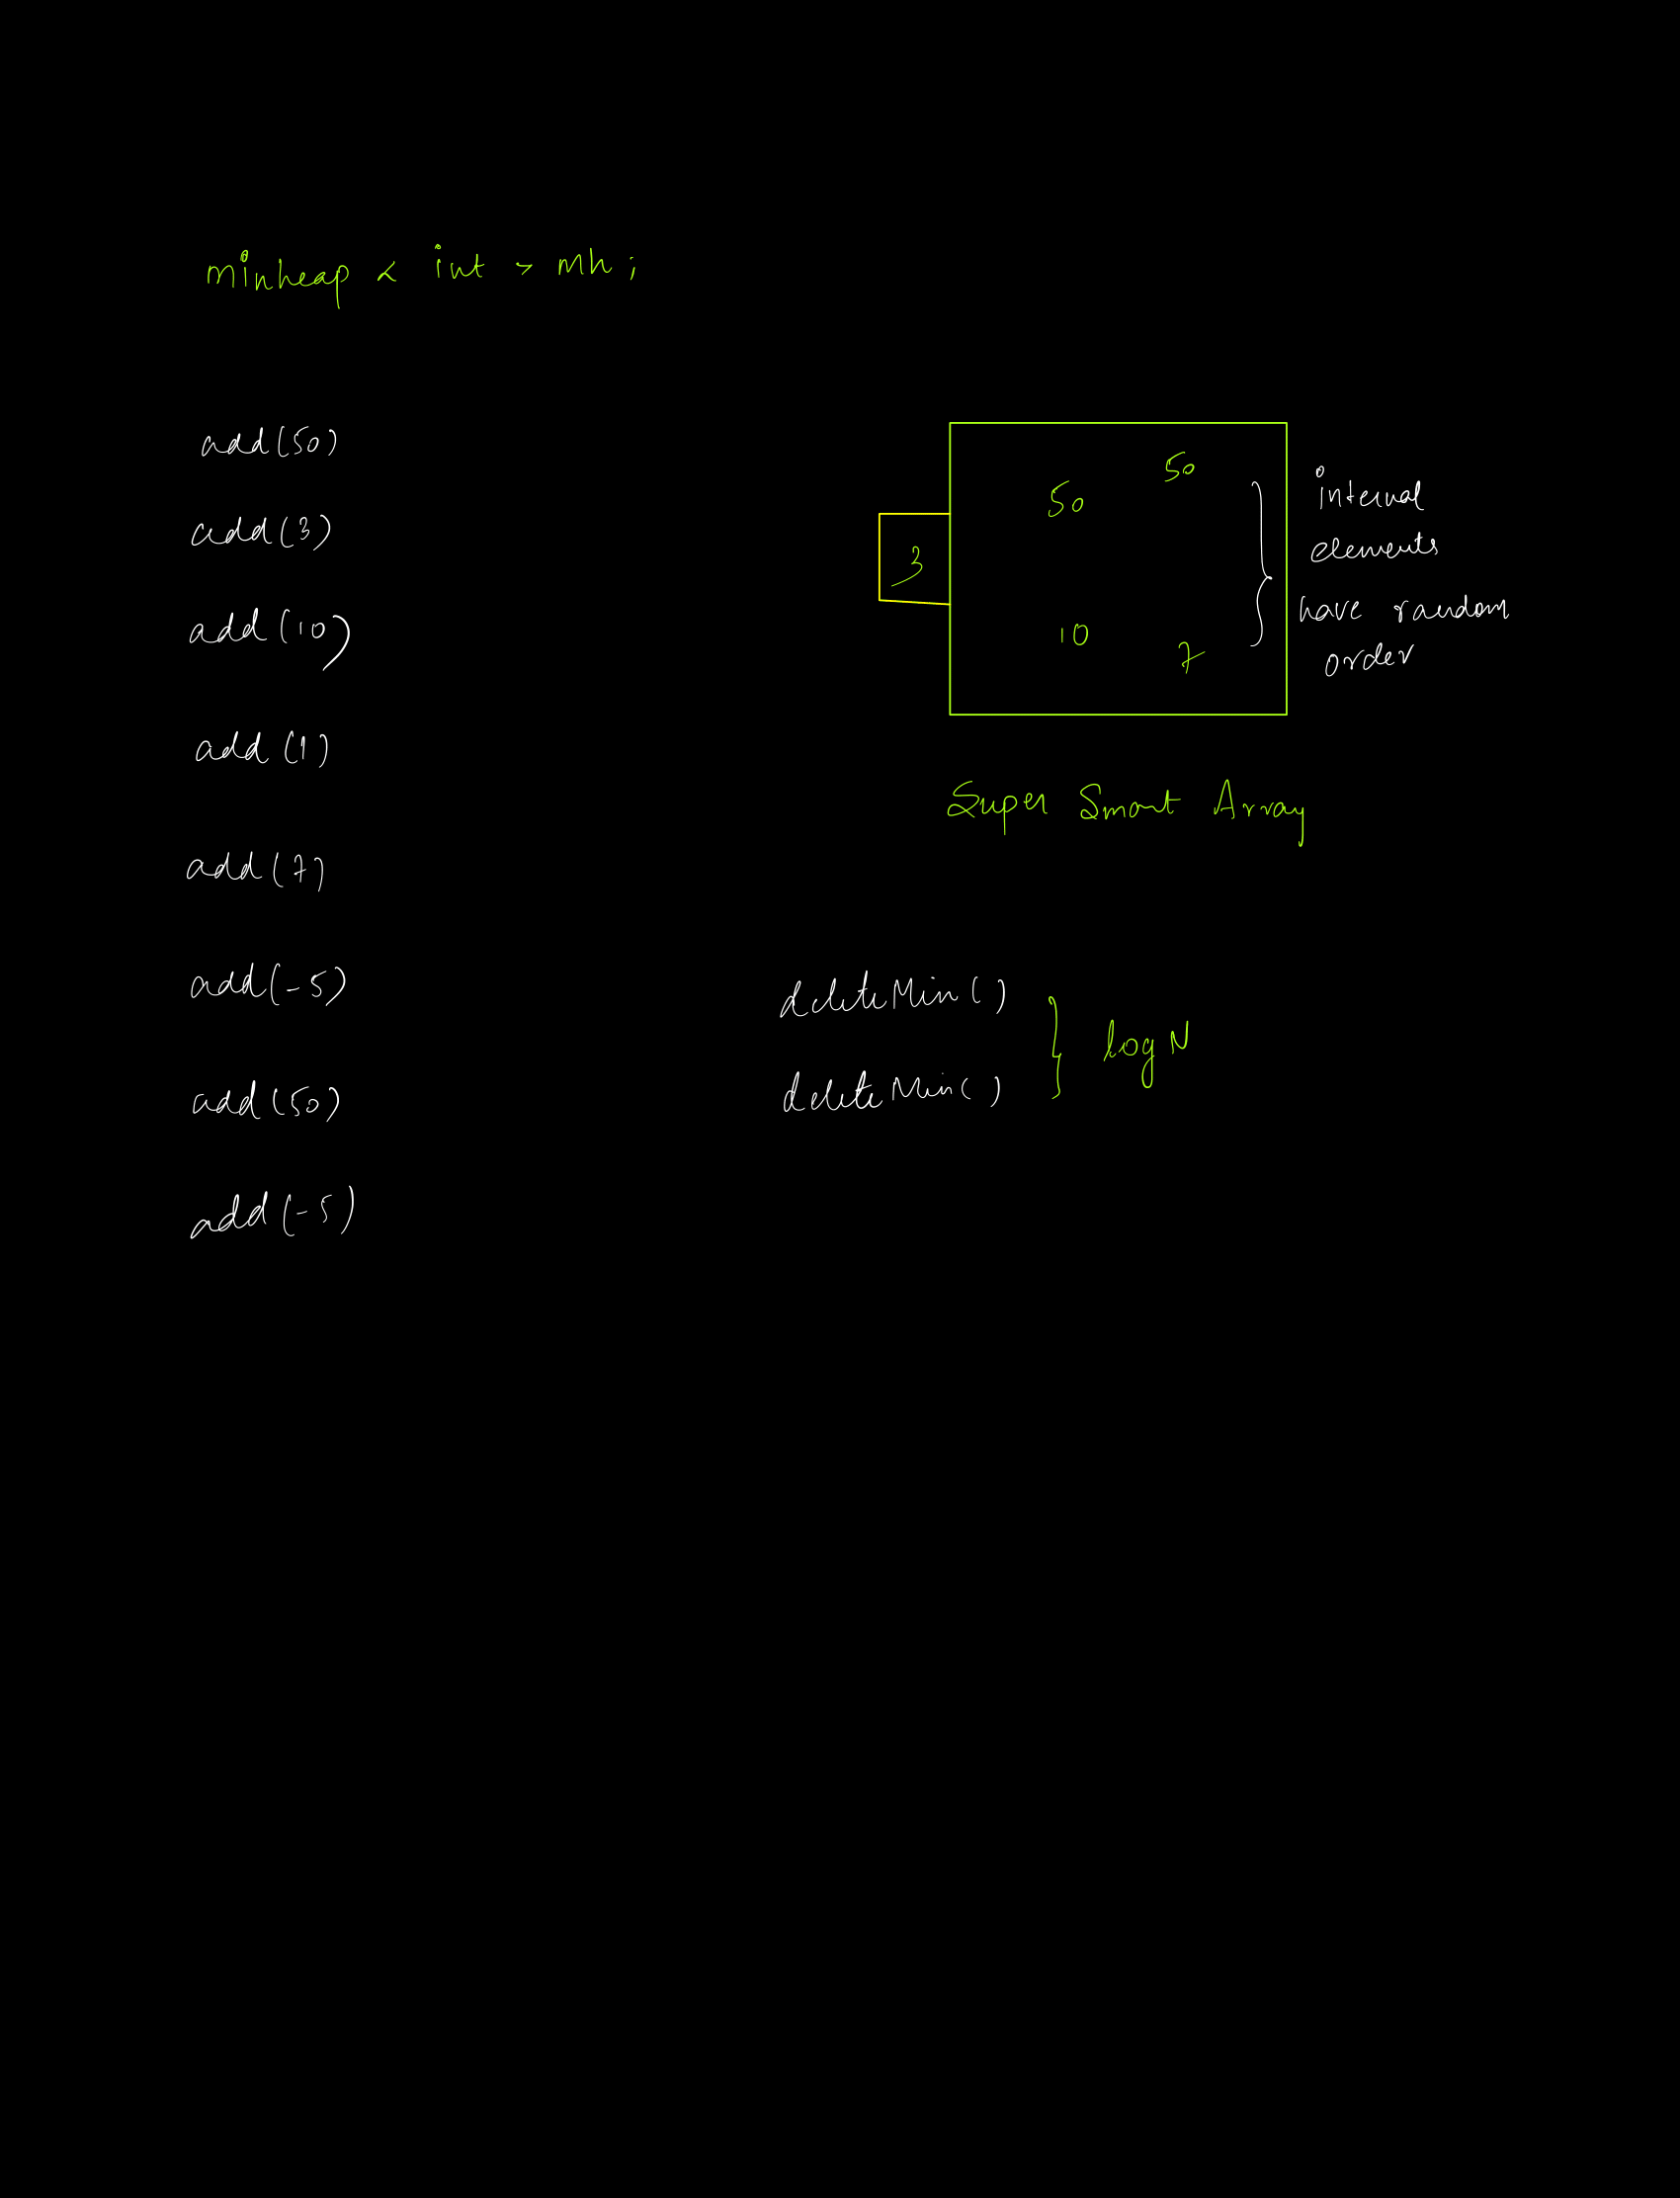 minheap < int > mh ;
add(50)
add(3)
add(10)
add(1)
add(7)
add(-5)
add(50)
add(-5)
50
50
3
10
7
internal
elements
have random
order
Super Smart Array
deleteMin()
deleteMin()
log N